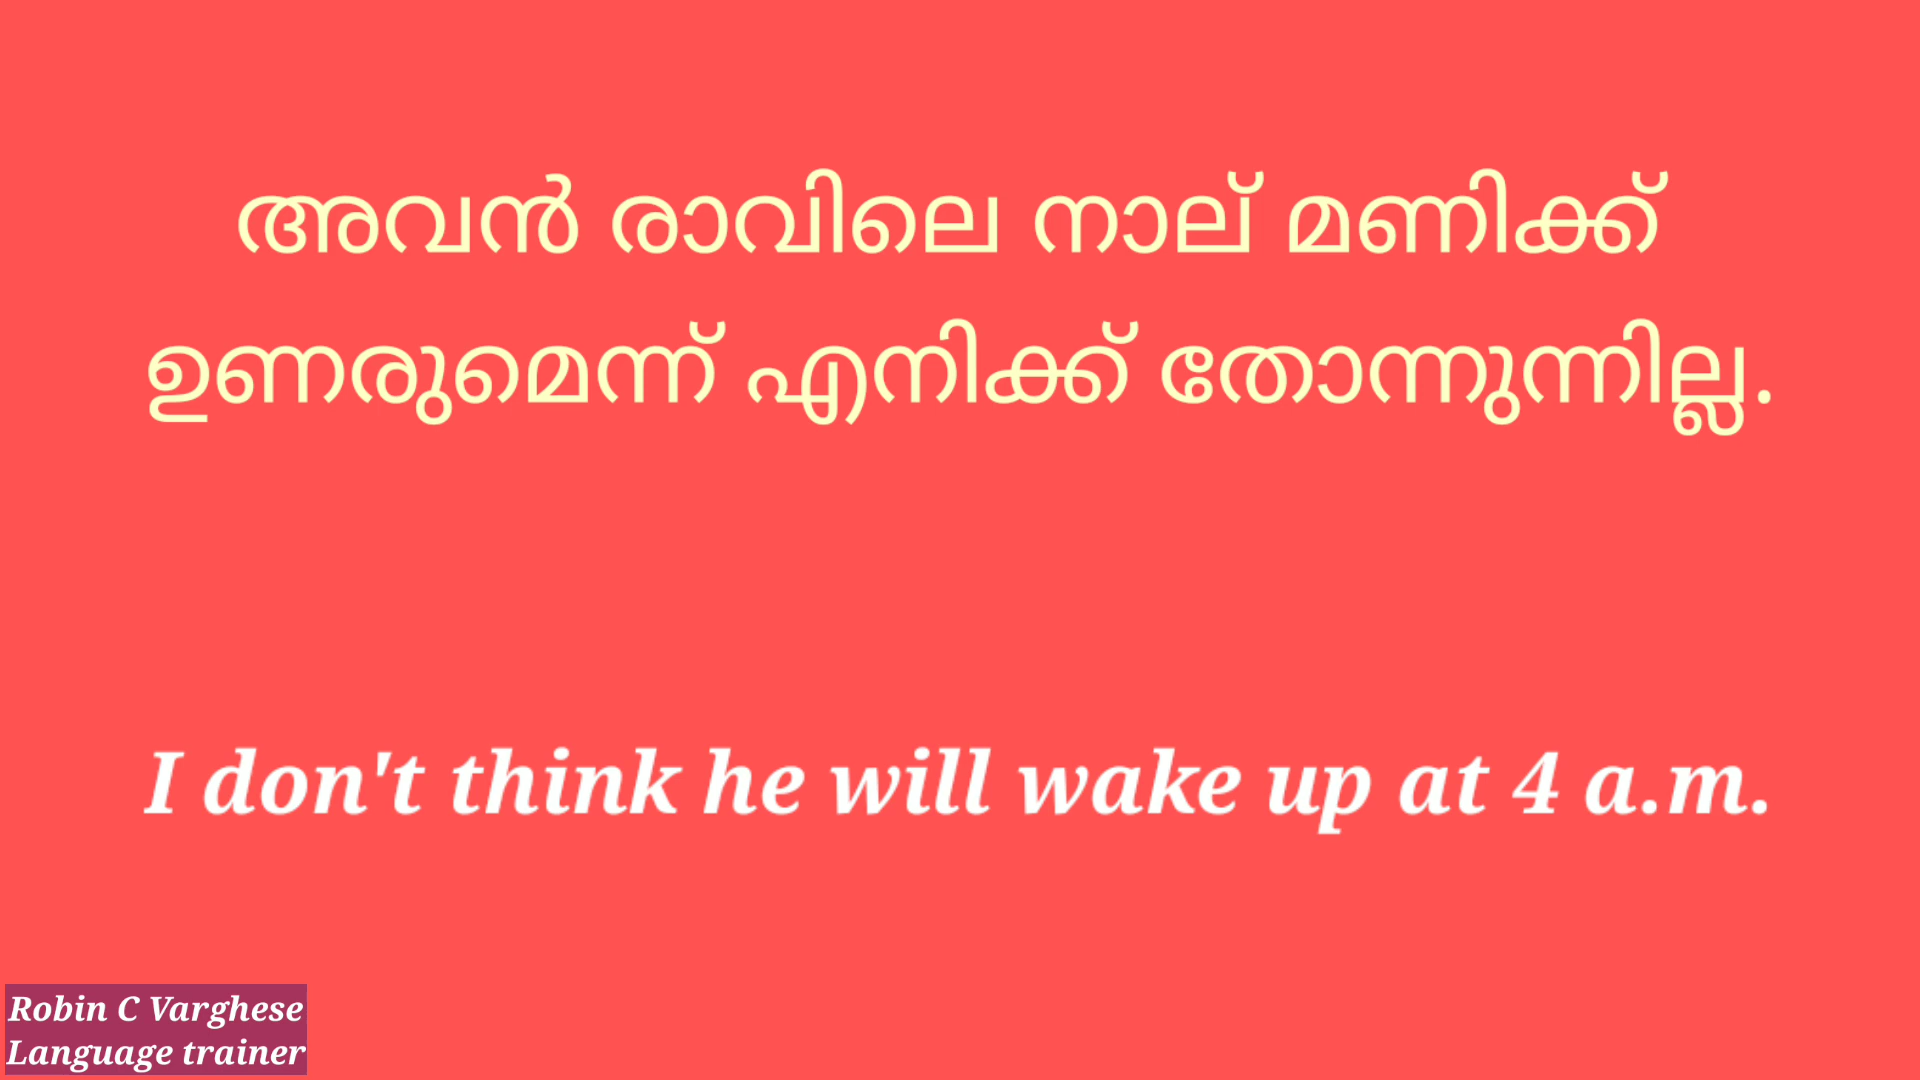 അവൻ രാവിലെ നാല് മണിക്ക്
ഉണരുമെന്ന് എനിക്ക് തോന്നുന്നില്ല.
I don't think he will wake up at 4 a.m.
Robin C Varghese
Language trainer